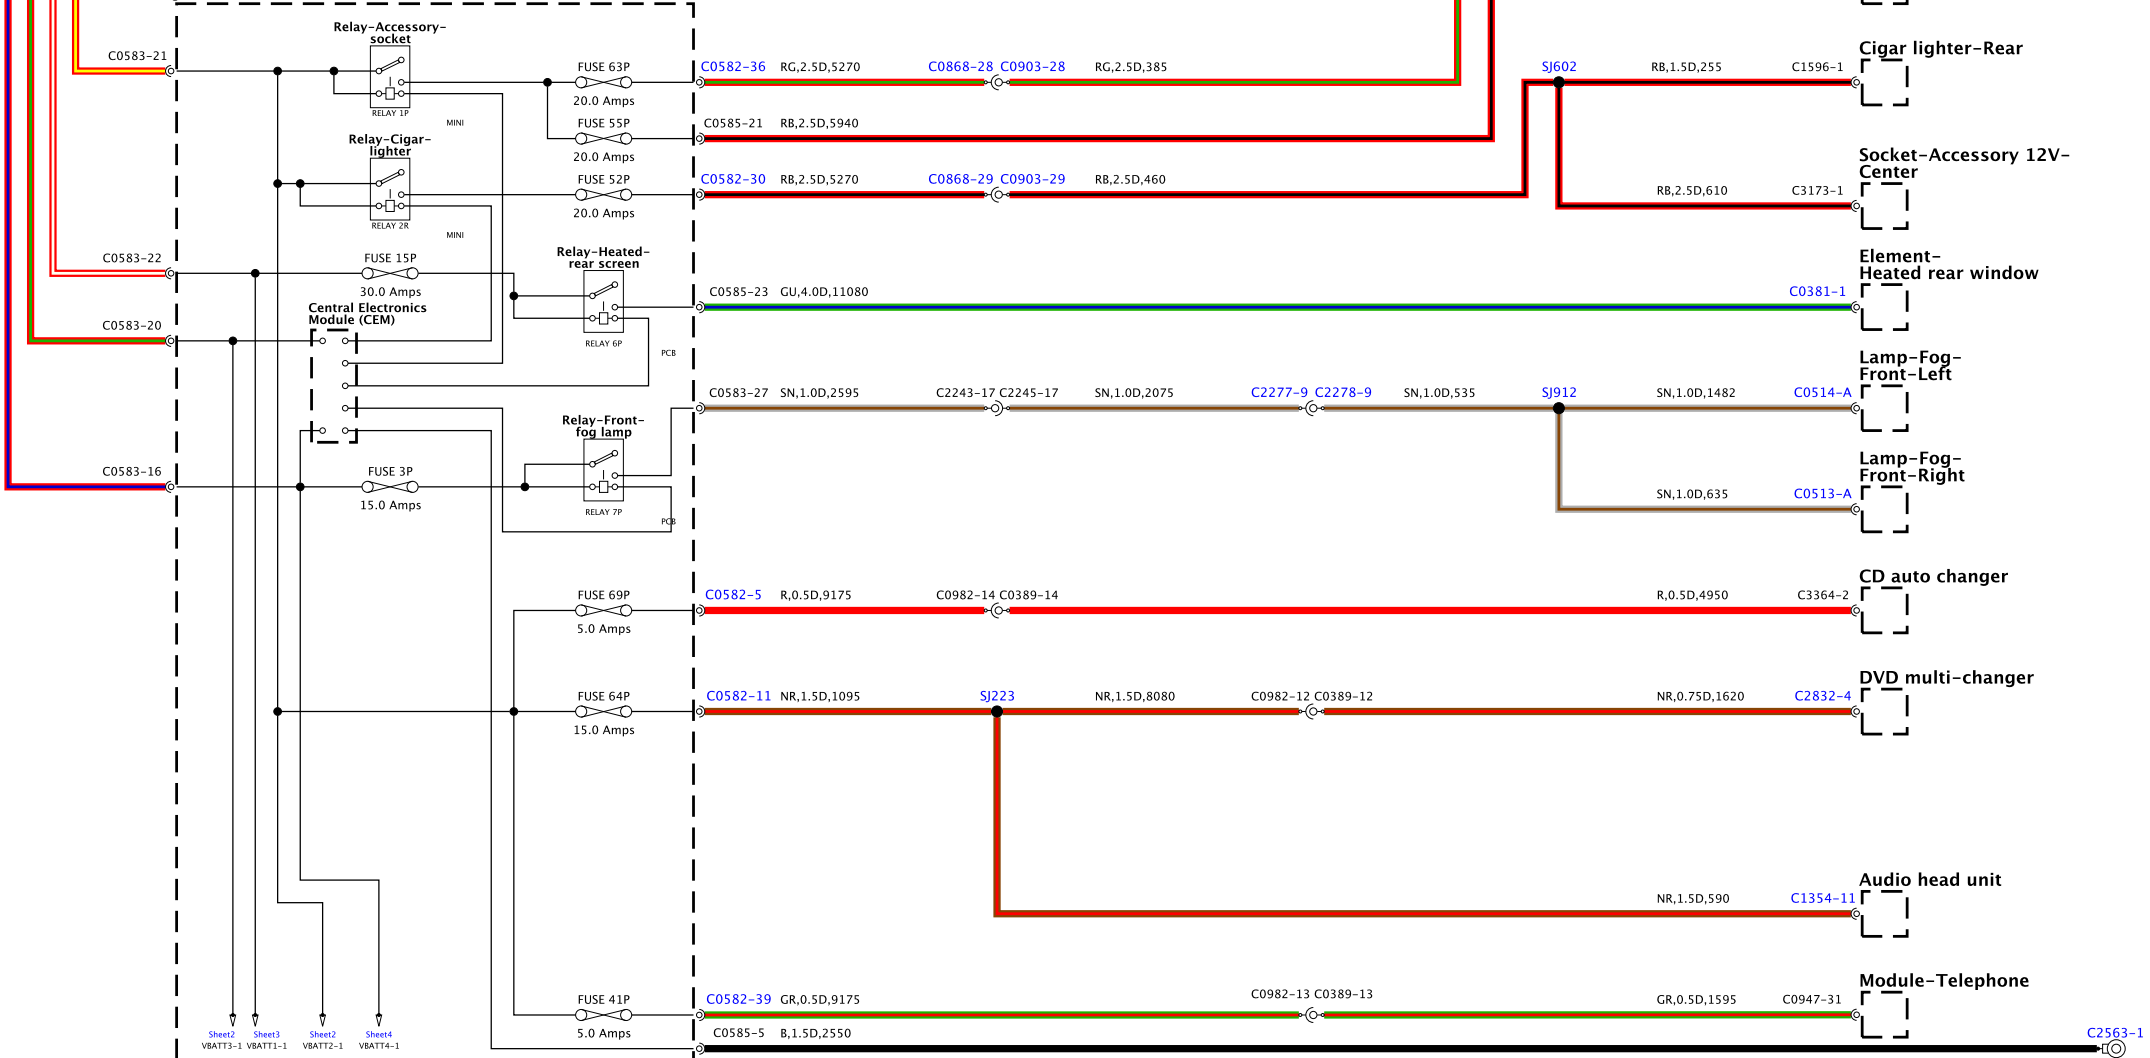 Relay-Accessory-
socket
C0583-21
RELAY 1P
MINI
FUSE 63P
20.0 Amps
C0582-36 RG,2.5D,5270
C0868-28 C0903-28
RG,2.5D,385
SJ602
RB,1.5D,255
C1596-1
Cigar lighter-Rear
FUSE 55P
20.0 Amps
C0585-21 RB,2.5D,5940
Relay-Cigar-
lighter
RELAY 2R
MINI
FUSE 52P
20.0 Amps
C0582-30 RB,2.5D,5270
C0868-29 C0903-29
RB,2.5D,460
RB,2.5D,610
C3173-1
Socket-Accessory 12V-
Center
C0583-22
FUSE 15P
30.0 Amps
Relay-Heated-
rear screen
RELAY 6P
PCB
C0585-23 GU,4.0D,11080
C0381-1
Element-
Heated rear window
Central Electronics
Module (CEM)
C0583-20
C0583-27 SN,1.0D,2595
C2243-17 C2245-17
SN,1.0D,2075
C2277-9 C2278-9
SN,1.0D,535
SJ912
SN,1.0D,1482
C0514-A
Lamp-Fog-
Front-Left
Relay-Front-
fog lamp
RELAY 7P
PCB
C0583-16
FUSE 3P
15.0 Amps
SN,1.0D,635
C0513-A
Lamp-Fog-
Front-Right
FUSE 69P
5.0 Amps
C0582-5 R,0.5D,9175
C0982-14 C0389-14
R,0.5D,4950
C3364-2
CD auto changer
FUSE 64P
15.0 Amps
C0582-11 NR,1.5D,1095
SJ223
NR,1.5D,8080
C0982-12 C0389-12
NR,0.75D,1620
C2832-4
DVD multi-changer
NR,1.5D,590
C1354-11
Audio head unit
FUSE 41P
5.0 Amps
C0582-39 GR,0.5D,9175
C0982-13 C0389-13
GR,0.5D,1595
C0947-31
Module-Telephone
C0585-5 B,1.5D,2550
C2563-1
Sheet2 Sheet3 Sheet2 Sheet4
VBATT3-1 VBATT1-1 VBATT2-1 VBATT4-1